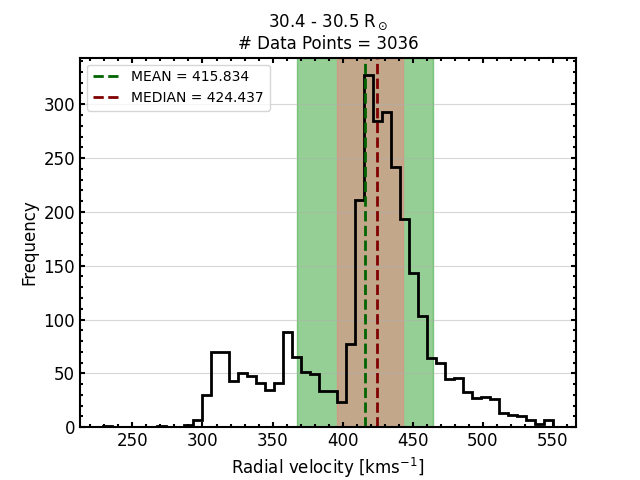 30.4 - 30.5 R⊙
# Data Points = 3036
MEAN = 415.834
MEDIAN = 424.437
Frequency
300
250
200
150
100
50
0
250 300 350 400 450 500 550
Radial velocity [kms⁻¹]